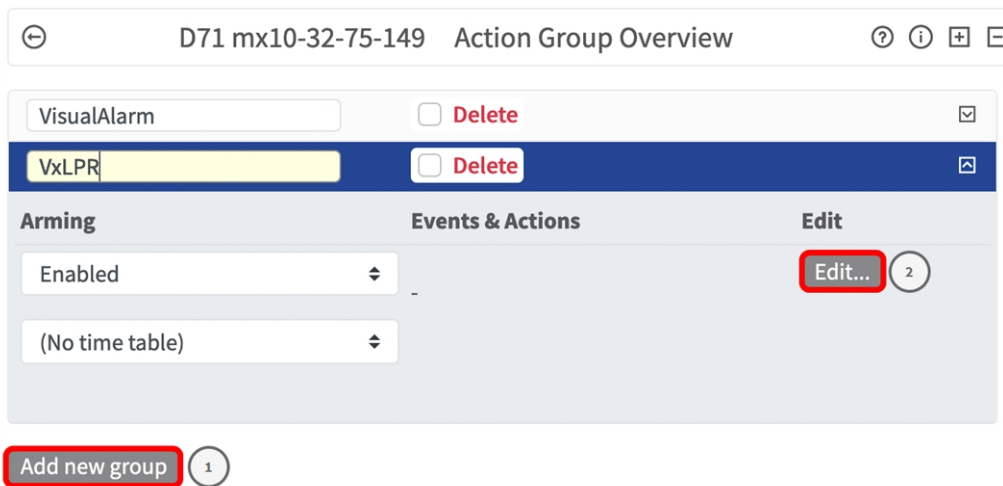 D71 mx10-32-75-149 Action Group Overview
VisualAlarm Delete
VxLPR Delete
Arming Events & Actions Edit
Enabled - Edit... 2
(No time table)
Add new group 1